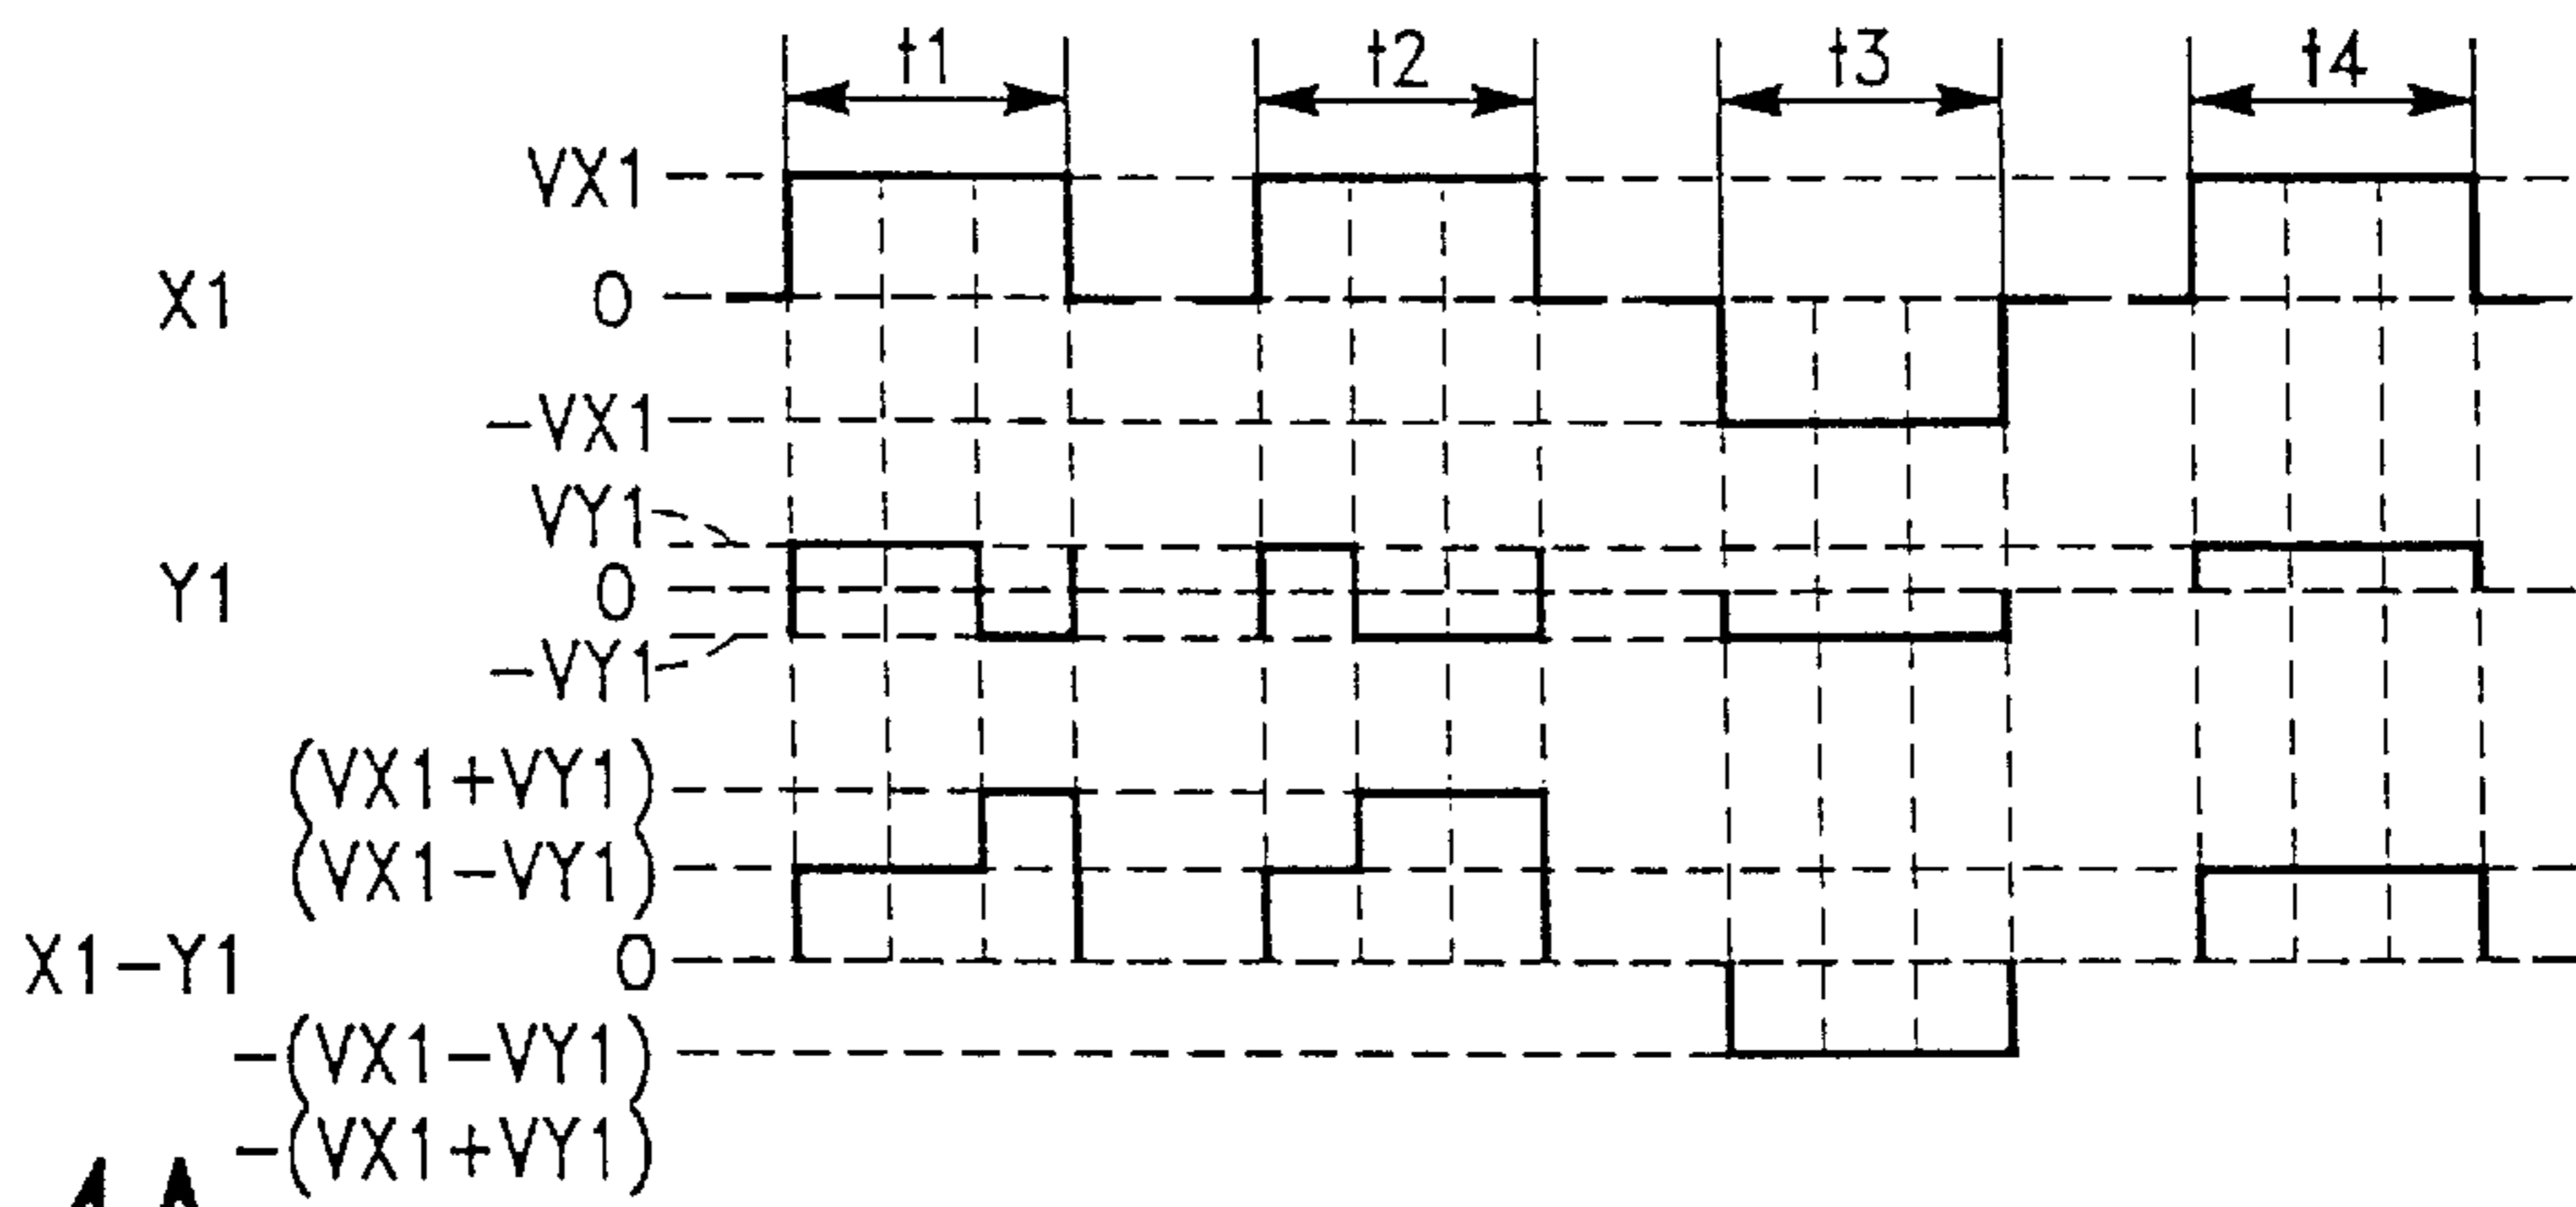 t1 t2 t3 t4
VX1
X1 0
-VX1
VY1
Y1 0
-VY1
(VX1+VY1)
(VX1-VY1)
X1-Y1 0
-(VX1-VY1)
-(VX1+VY1)